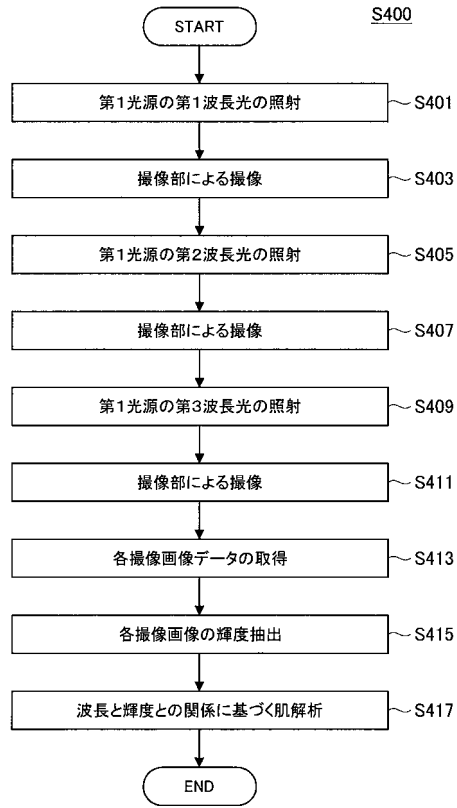 S400
START
第1光源の第1波長光の照射
S401
撮像部による撮像
S403
第1光源の第2波長光の照射
S405
撮像部による撮像
S407
第1光源の第3波長光の照射
S409
撮像部による撮像
S411
各撮像画像データの取得
S413
各撮像画像の輝度抽出
S415
波長と輝度との関係に基づく肌解析
S417
END